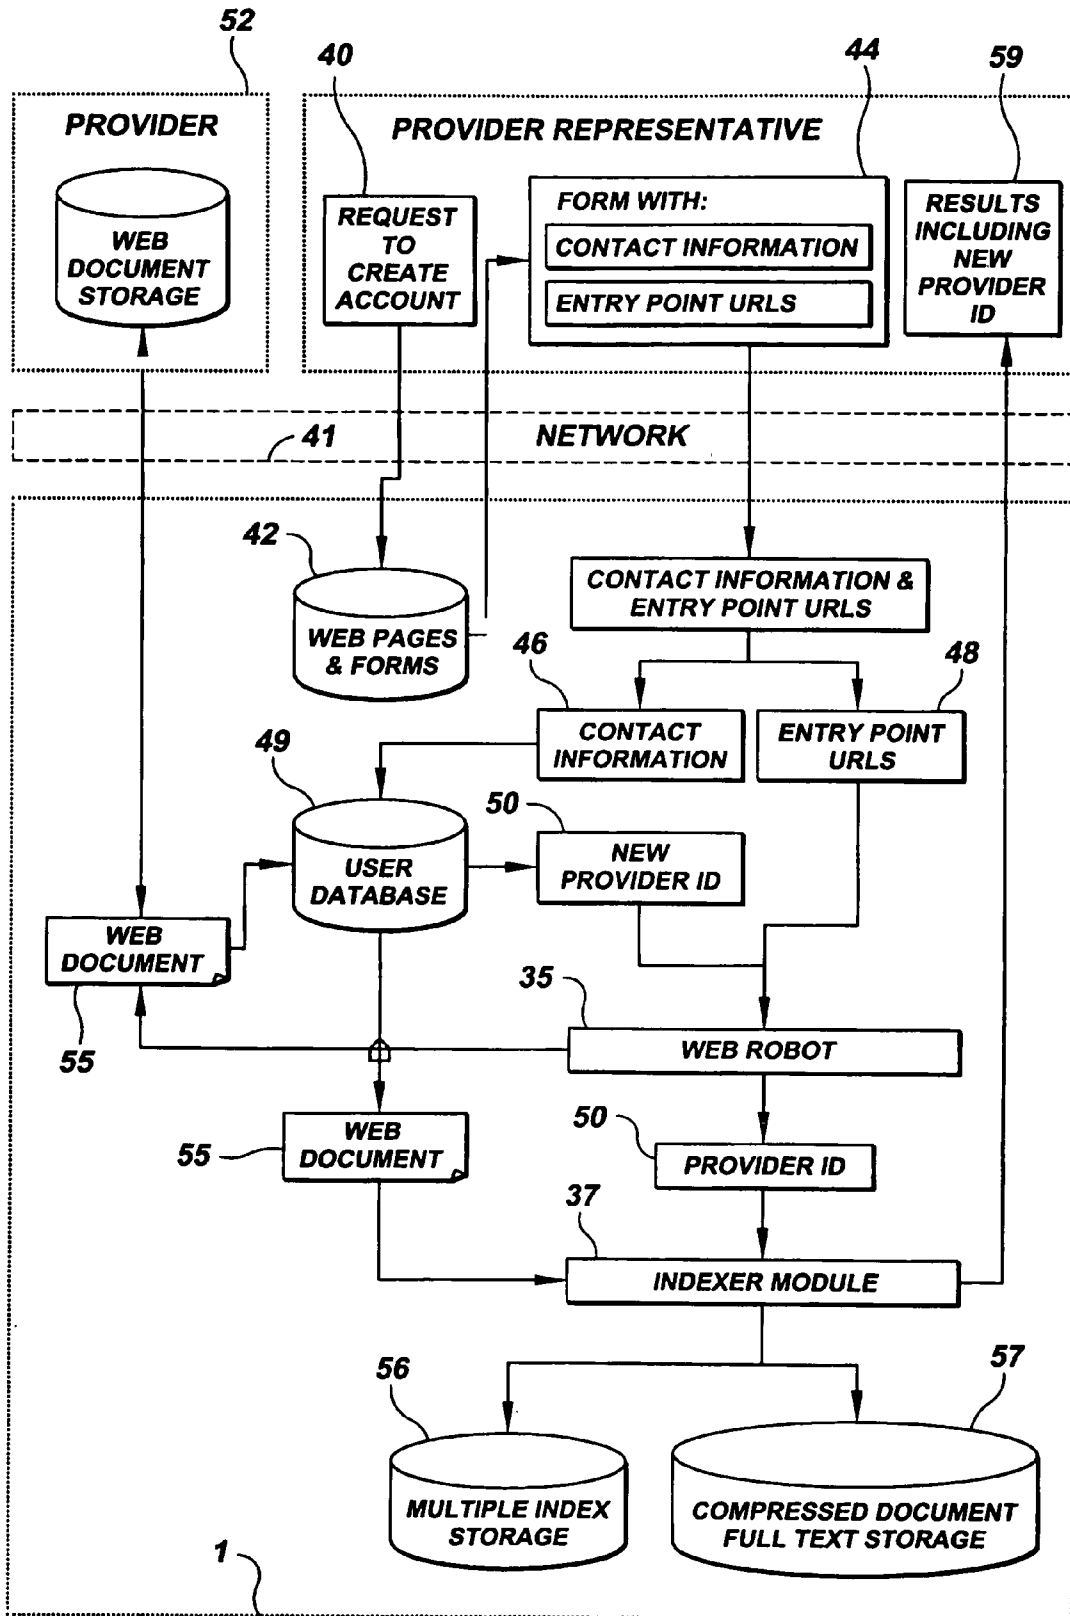 52
40
44
59
PROVIDER
PROVIDER REPRESENTATIVE
WEB
DOCUMENT
STORAGE
REQUEST
TO
CREATE
ACCOUNT
FORM WITH:
CONTACT INFORMATION
ENTRY POINT URLS
RESULTS
INCLUDING
NEW
PROVIDER
ID
41
NETWORK
42
WEB PAGES
& FORMS
CONTACT INFORMATION &
ENTRY POINT URLS
46
48
CONTACT
INFORMATION
ENTRY POINT
URLS
49
50
USER
DATABASE
NEW
PROVIDER ID
WEB
DOCUMENT
55
35
WEB ROBOT
55
WEB
DOCUMENT
50
PROVIDER ID
37
INDEXER MODULE
56
57
MULTIPLE INDEX
STORAGE
COMPRESSED DOCUMENT
FULL TEXT STORAGE
1